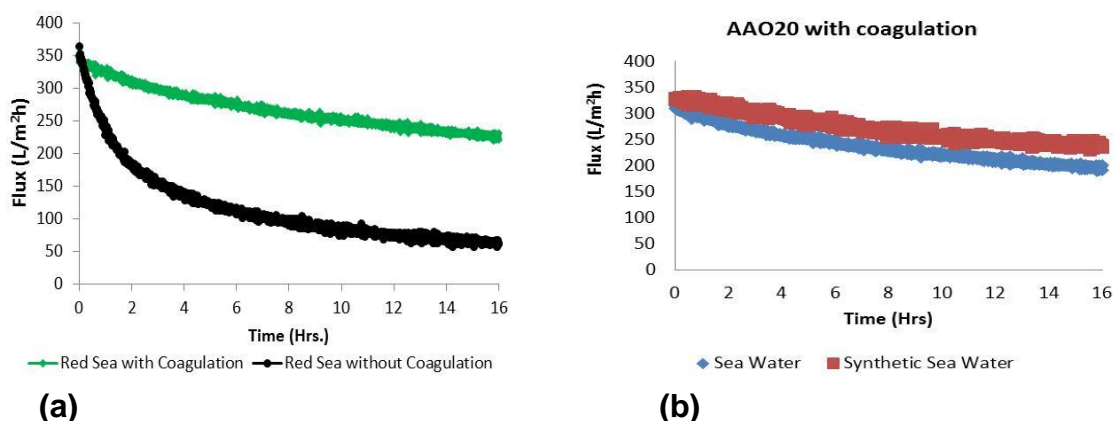 400
350
300
250
200
150
100
50
0
Flux (L/m²h)
0 2 4 6 8 10 12 14 16
Time (Hrs.)
Red Sea with Coagulation Red Sea without Coagulation
(a)
AAO20 with coagulation
400
350
300
250
200
150
100
50
0
Flux (L/m²h)
0 2 4 6 8 10 12 14 16
Time (Hrs)
Sea Water Synthetic Sea Water
(b)